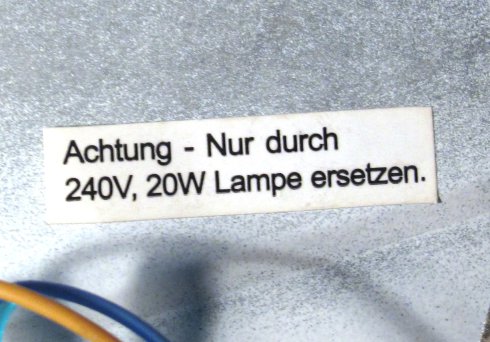 Achtung - Nur durch
240V, 20W Lampe ersetzen.